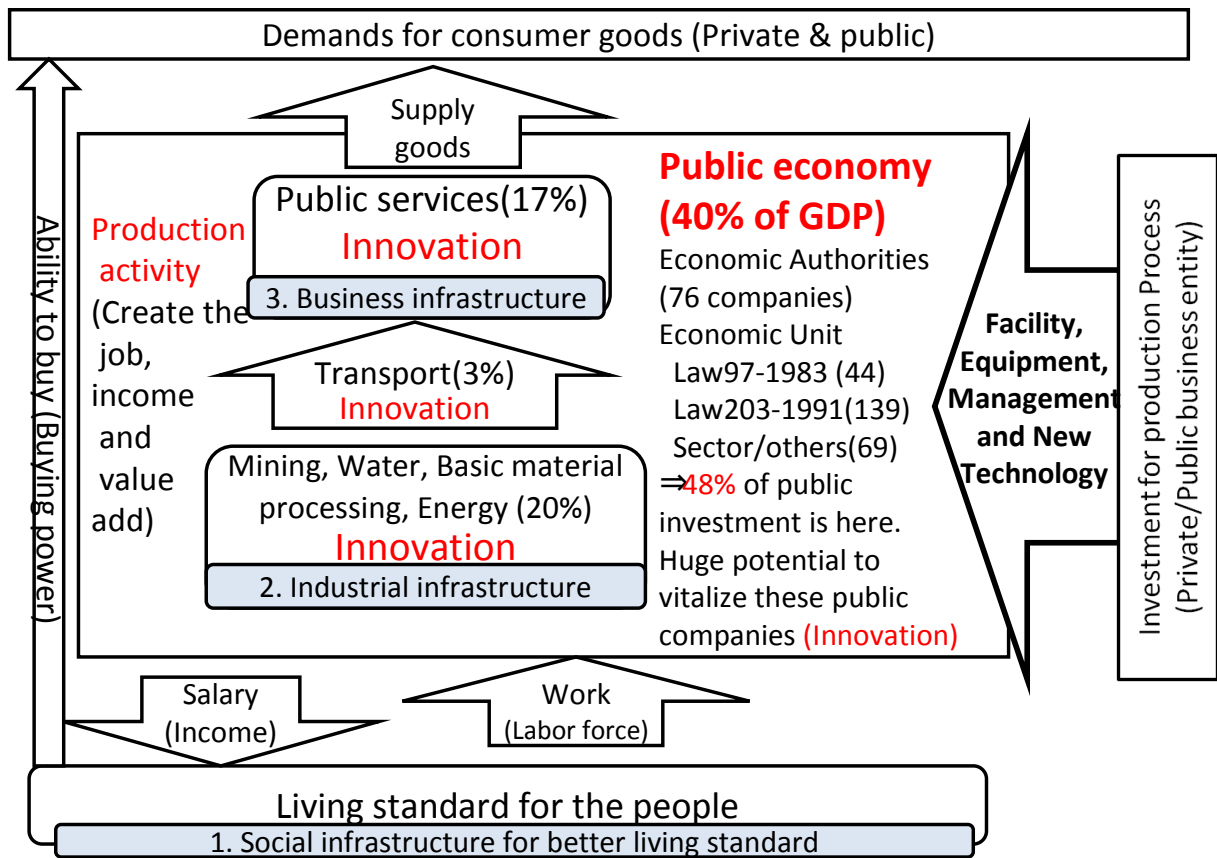 Demands for consumer goods (Private & public)
Supply
goods
Ability to buy (Buying power)
Production
activity
(Create the
job,
income
and
value
add)
Public services(17%)
Innovation
3. Business infrastructure
Transport(3%)
Innovation
Mining, Water, Basic material
processing, Energy (20%)
Innovation
2. Industrial infrastructure
Public economy
(40% of GDP)
Economic Authorities
(76 companies)
Economic Unit
Law97-1983 (44)
Law203-1991(139)
Sector/others(69)
⇒48% of public
investment is here.
Huge potential to
vitalize these public
companies (Innovation)
Facility,
Equipment,
Management
and New
Technology
Investment for production Process
(Private/Public business entity)
Salary
(Income)
Work
(Labor force)
Living standard for the people
1. Social infrastructure for better living standard